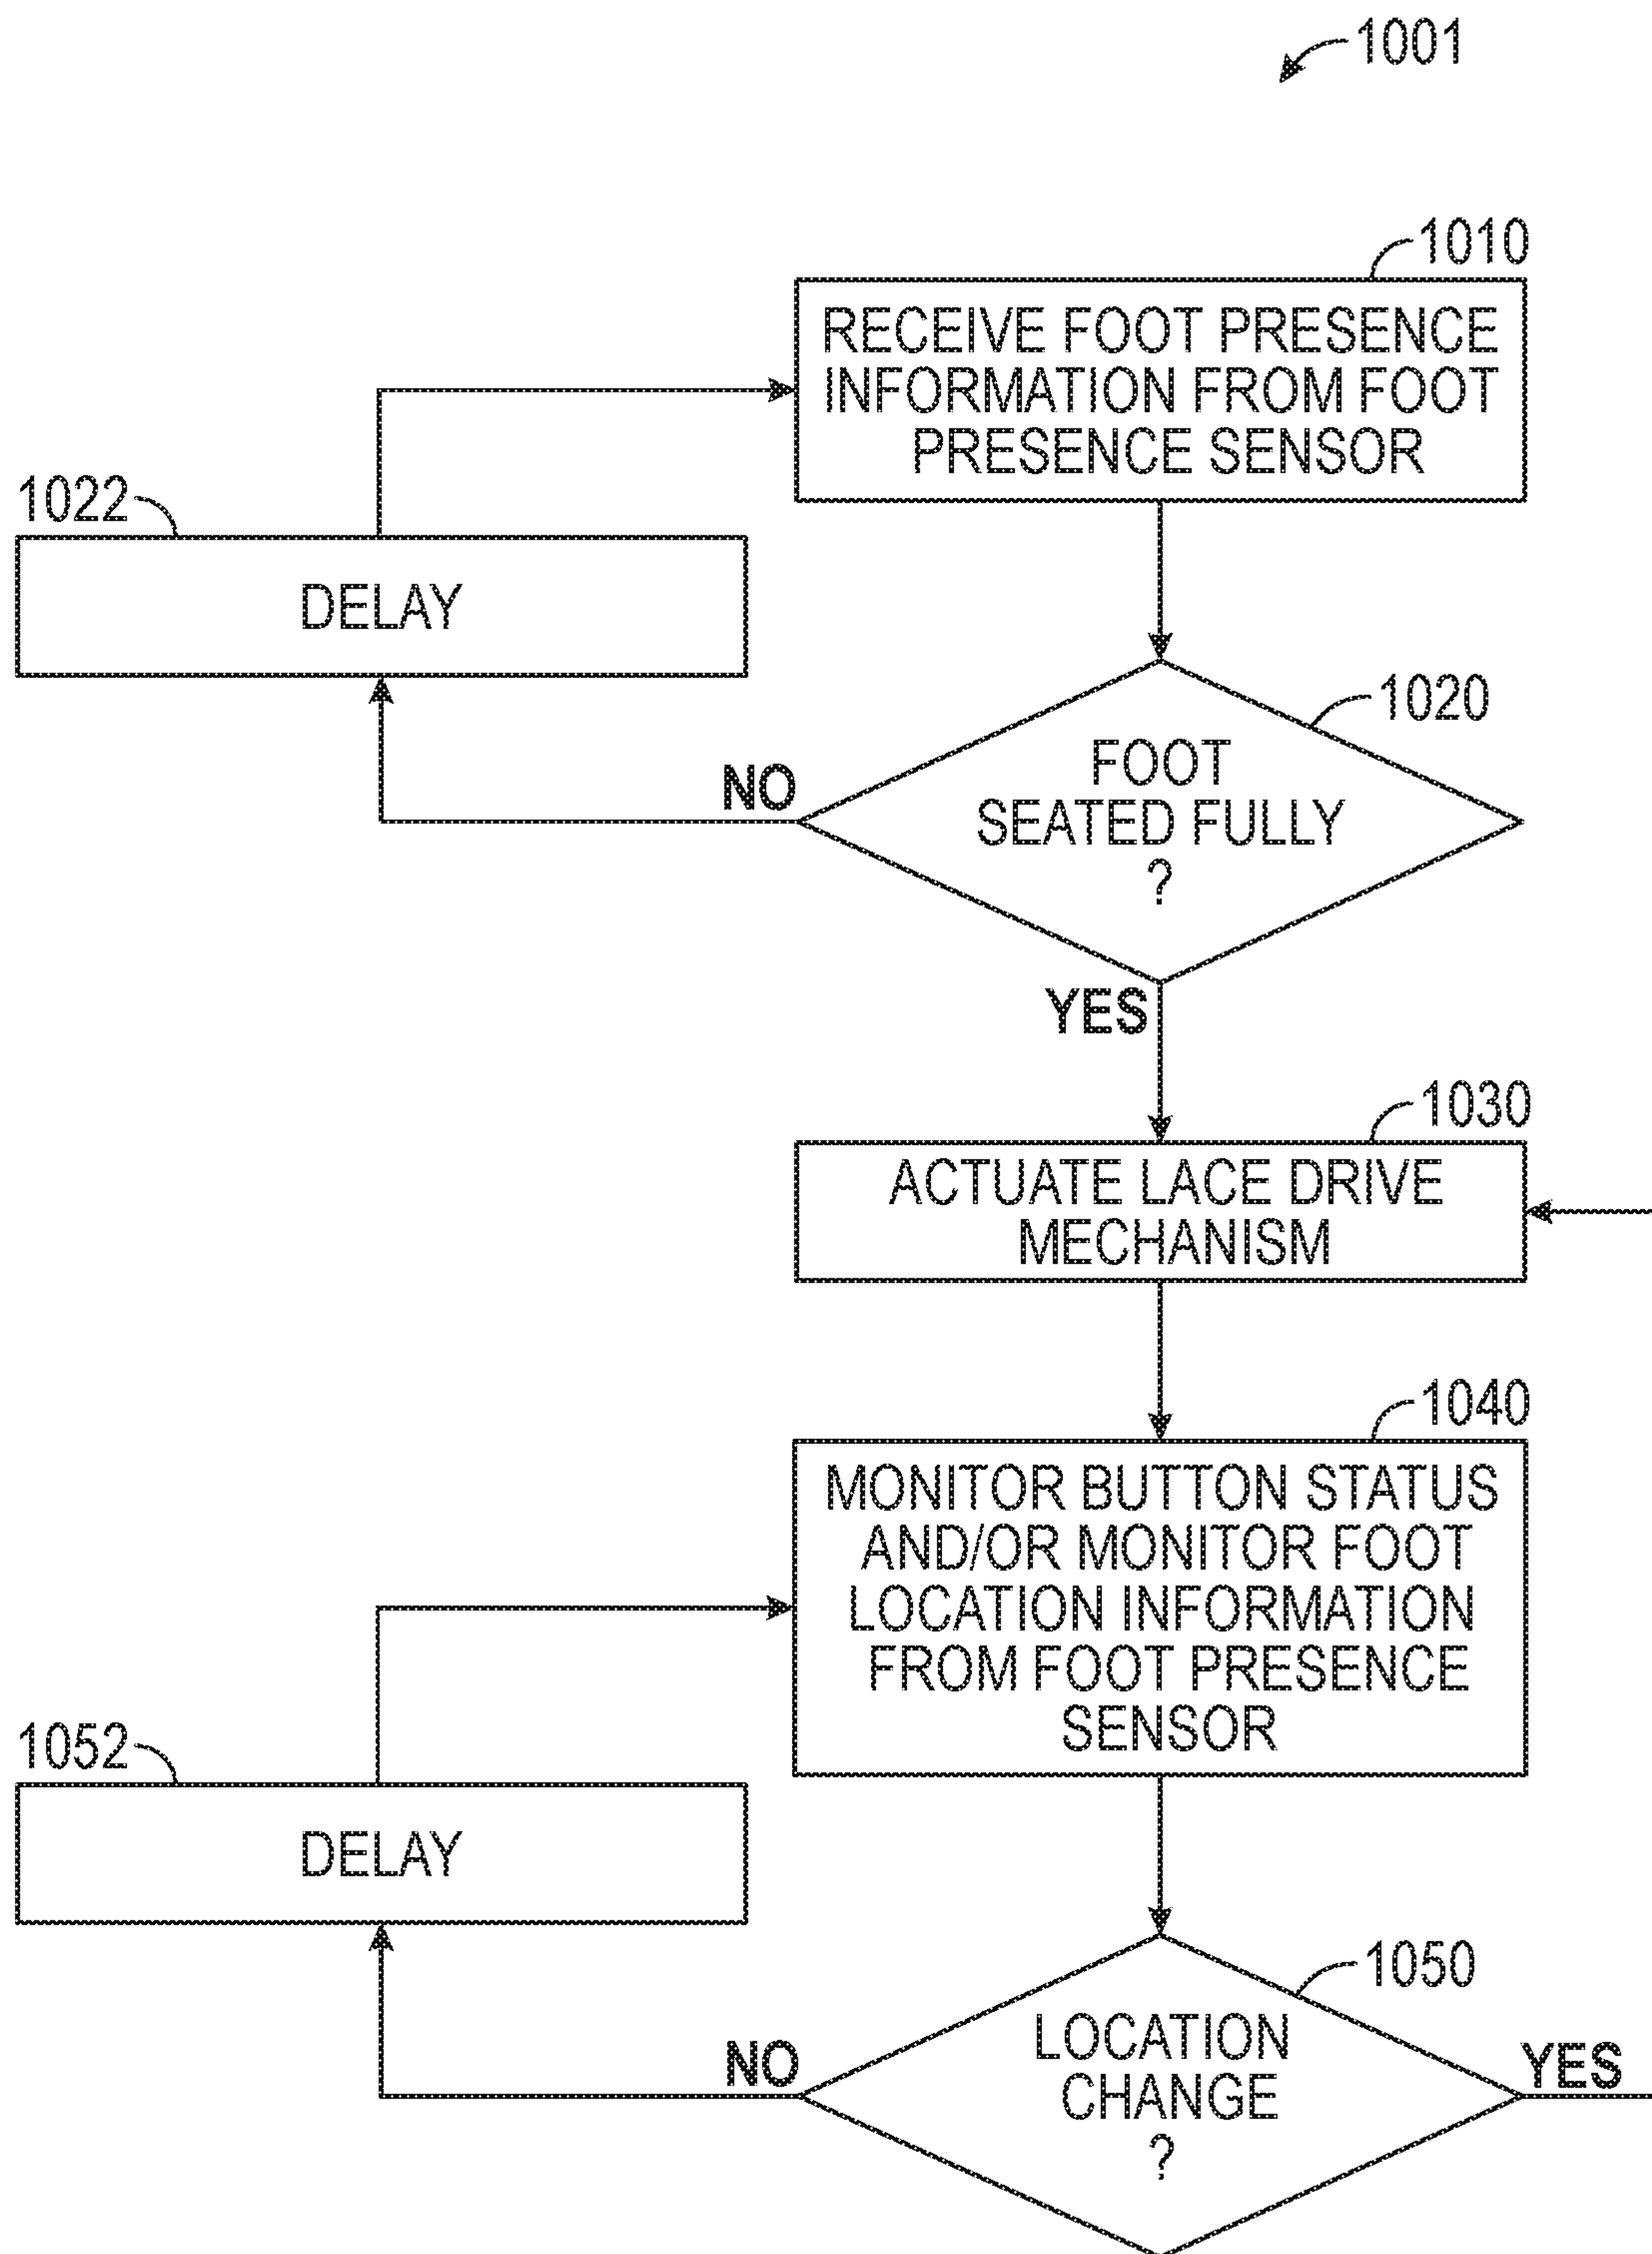 1001
1010
RECEIVE FOOT PRESENCE
INFORMATION FROM FOOT
PRESENCE SENSOR
1022
DELAY
1020
FOOT
SEATED FULLY
?
NO
YES
1030
ACTUATE LACE DRIVE
MECHANISM
1040
MONITOR BUTTON STATUS
AND/OR MONITOR FOOT
LOCATION INFORMATION
FROM FOOT PRESENCE
SENSOR
1052
DELAY
1050
LOCATION
CHANGE
?
NO
YES